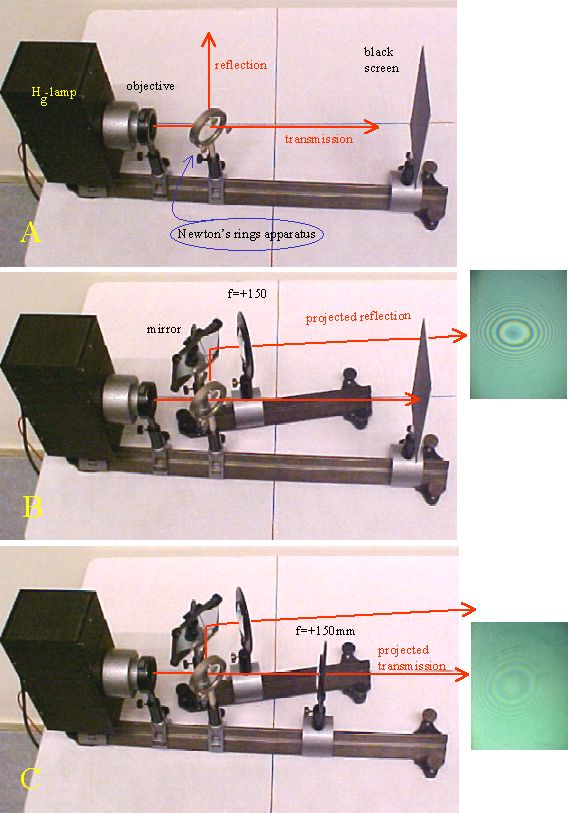 Hg-lamp
objective
reflection
black
screen
transmission
Newton's rings apparatus
A
f=+150
mirror
projected reflection
B
f=+150mm
projected
transmission
C